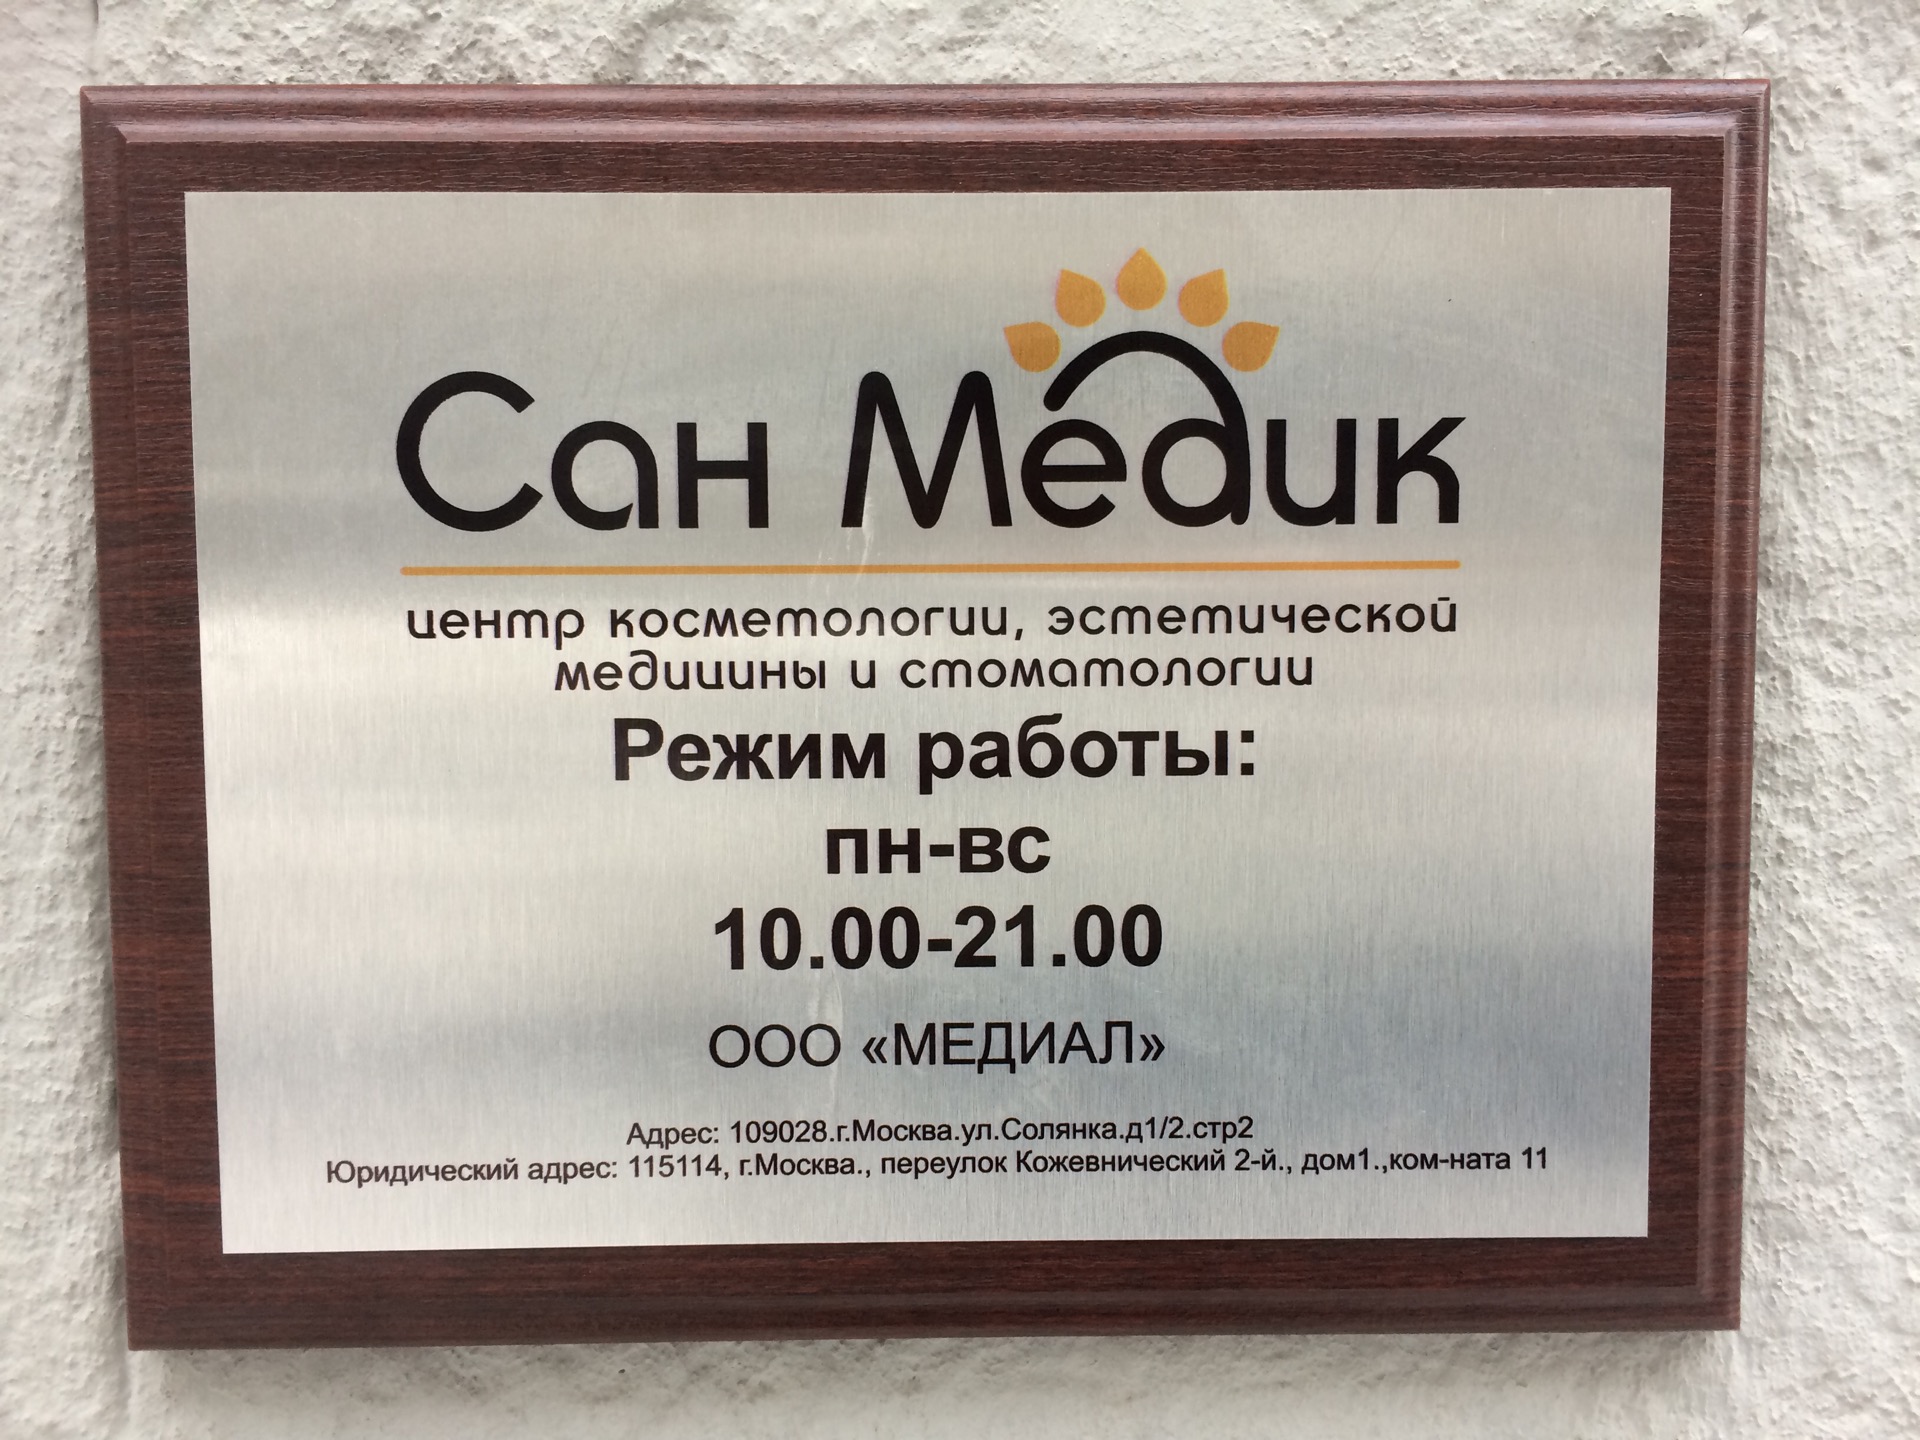 Сан Медик
центр косметологии, эстетической
медицины и стоматологии
Режим работы:
пн-вс
10.00-21.00
ООО «МЕДИАЛ»
Адрес: 109028.г.Москва.ул.Солянка.д1/2.стр2
Юридический адрес: 115114, г.Москва., переулок Кожевнический 2-й., дом1.,ком-ната 11